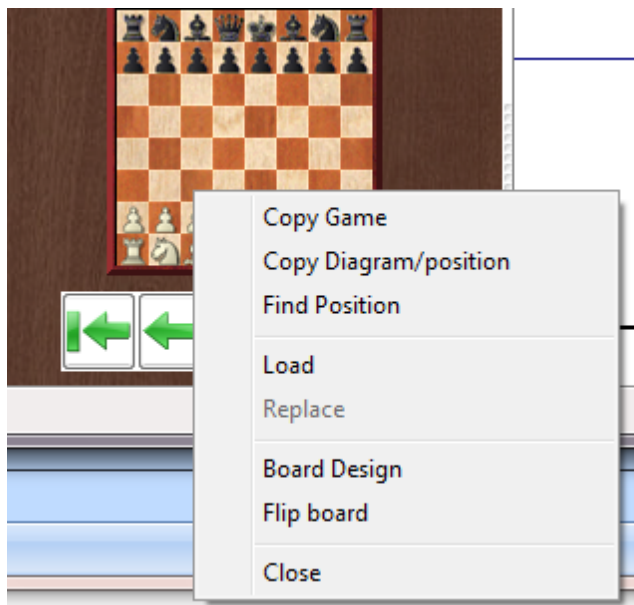 Copy Game
Copy Diagram/position
Find Position
Load
Replace
Board Design
Flip board
Close